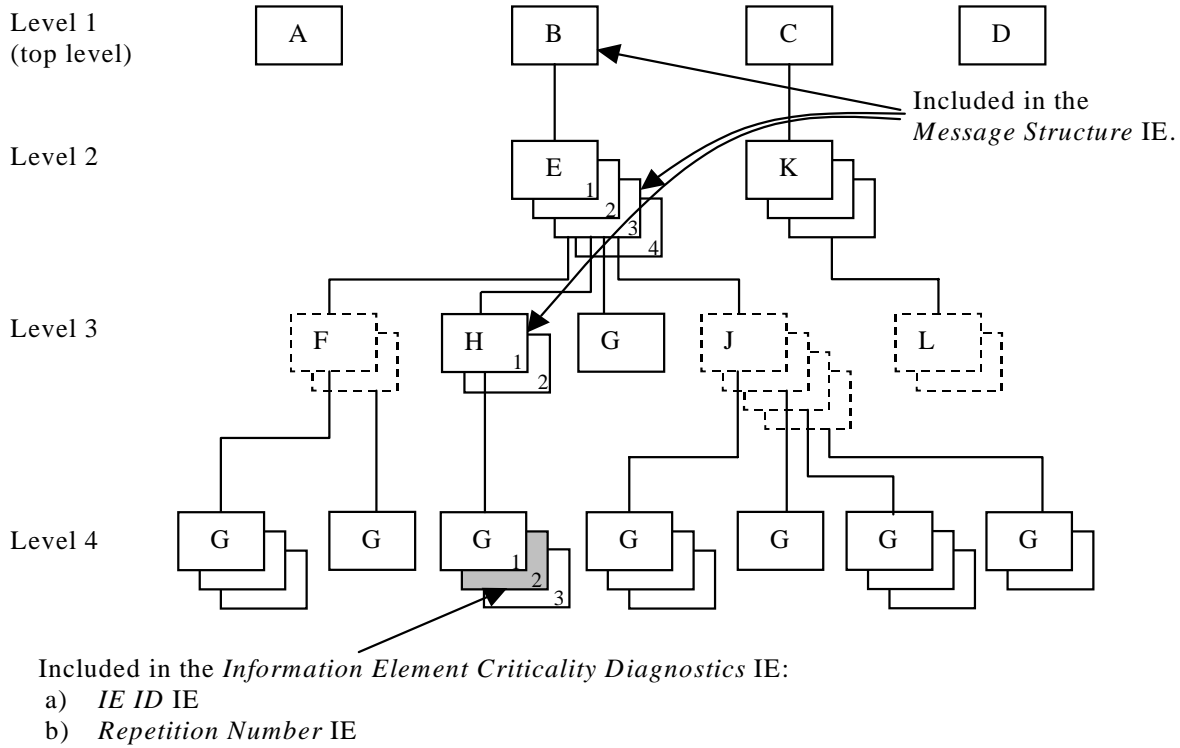 Level 1
(top level)
A
B
C
D
Included in the
Message Structure IE.
Level 2
E
1
2
3
4
K
Level 3
F
H
1
2
G
J
L
Level 4
G
G
G
1
2
3
G
G
G
G
Included in the Information Element Criticality Diagnostics IE:
a) IE ID IE
b) Repetition Number IE